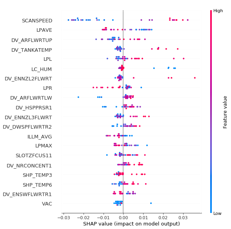 High
SCANSPEED
LPAVE
DV_ARFLWRTUP
DV_TANKATEMP
LPL
LC_HUM
DV_ENNZL2FLWRT
LPR
DV_ARFLWRTLW
DV_HSPPRSR1
DV_ENNZL3FLWRT
DV_DWSPFLWRTR2
ILLM_AVG
LPMAX
SLOTZFCUS11
DV_NRCONCENT1
SHP_TEMP3
SHP_TEMP6
DV_ENSWFLWRTR1
VAC
Feature value
Low
-0.03 -0.02 -0.01 0.00 0.01 0.02 0.03
SHAP value (impact on model output)